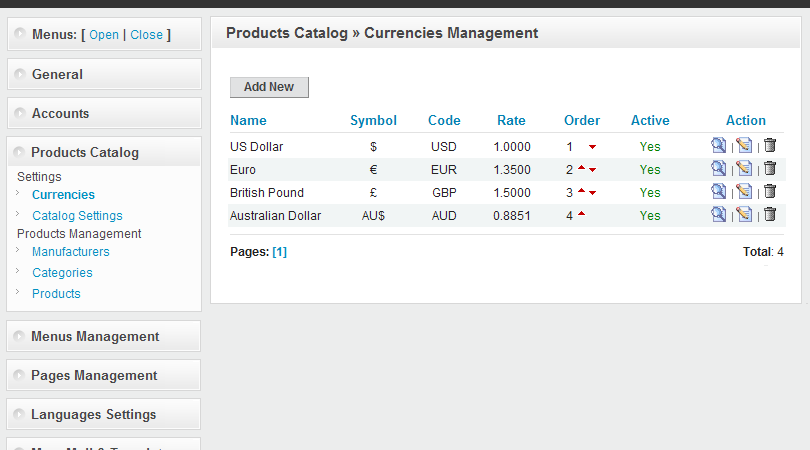 Menus: [ Open | Close ]
General
Accounts
Products Catalog
Settings
Currencies
Catalog Settings
Products Management
Manufacturers
Categories
Products
Menus Management
Pages Management
Languages Settings
Products Catalog » Currencies Management
Add New
Name Symbol Code Rate Order Active Action
US Dollar $ USD 1.0000 1 Yes | |
Euro € EUR 1.3500 2 Yes | |
British Pound £ GBP 1.5000 3 Yes | |
Australian Dollar AU$ AUD 0.8851 4 Yes | |
Pages: [1] Total: 4